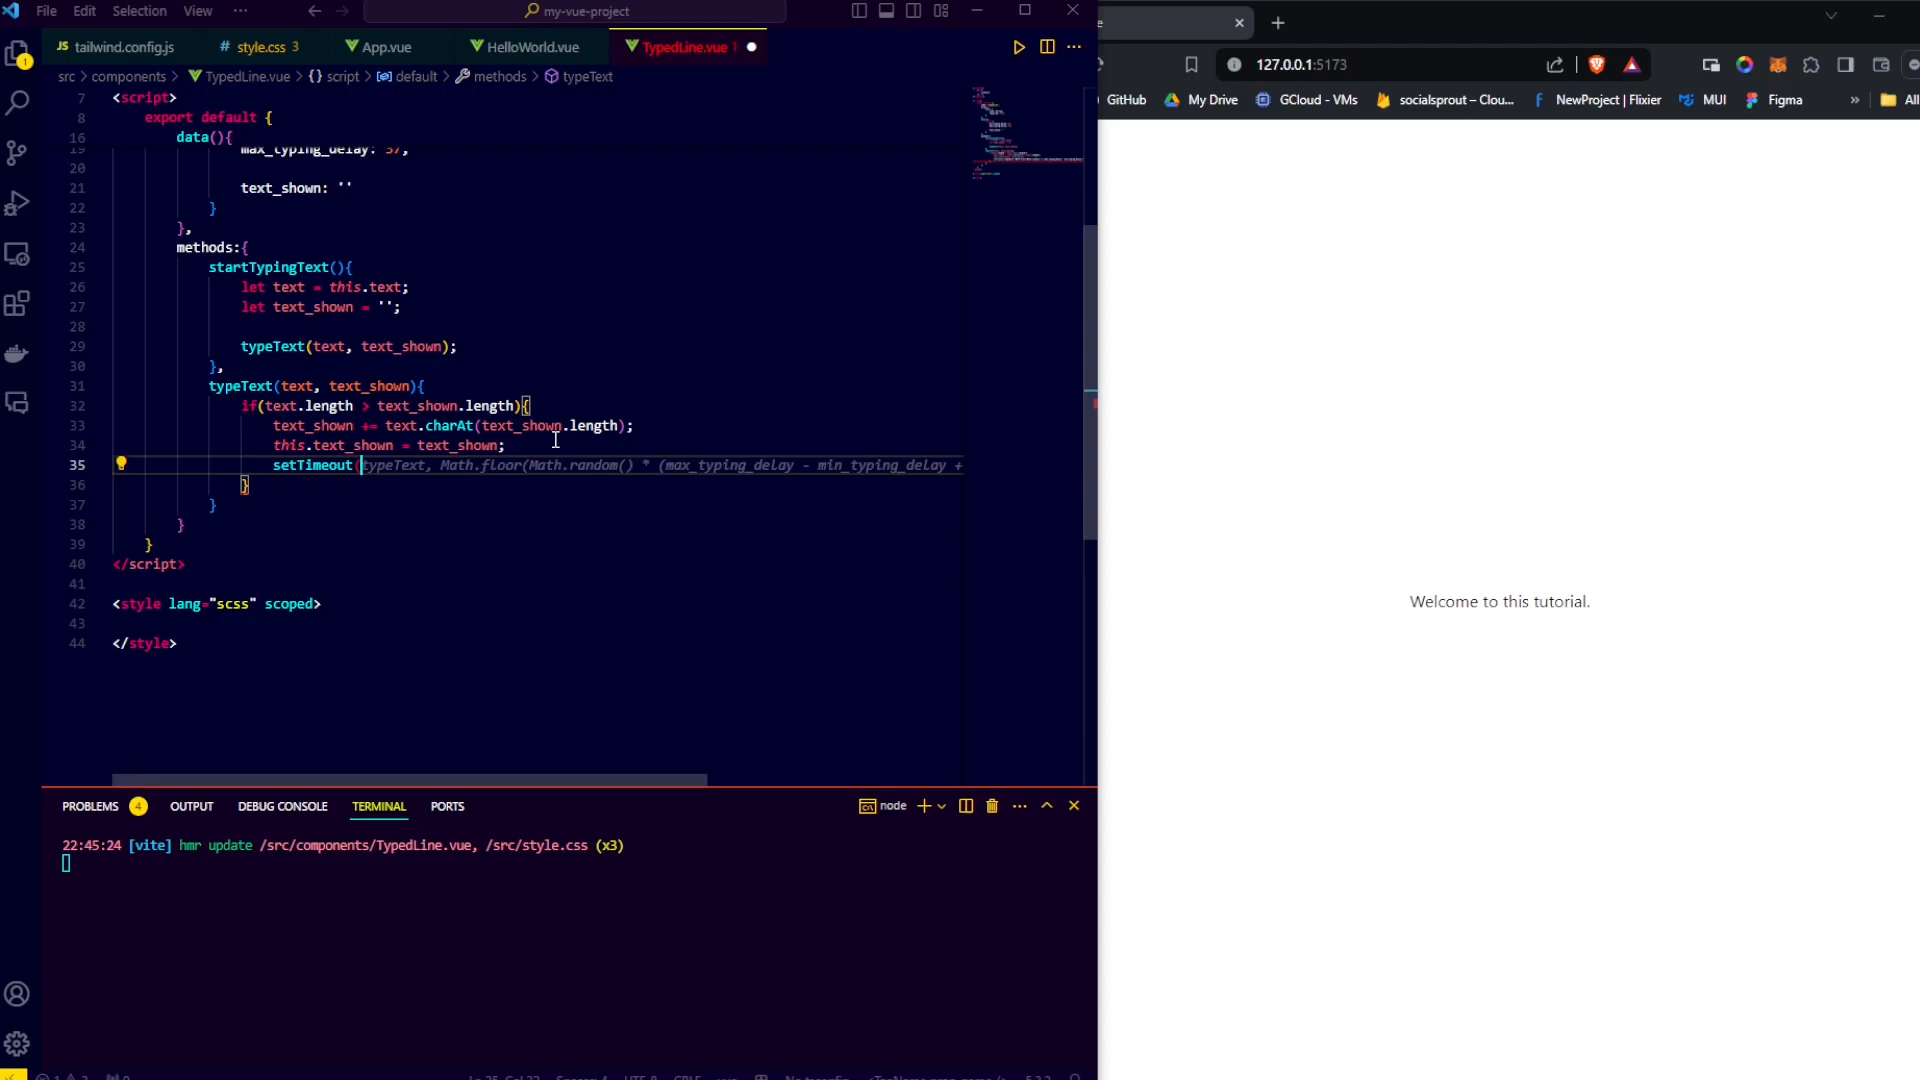 File Edit Selection View ··· my-vue-project
JS tailwind.config.js # style.css 3 App.vue HelloWorld.vue TypedLine.vue 1
src > components > TypedLine.vue > {} script > default > methods > typeText
7 <script>
8 export default {
16 data(){
19 max_typing_delay: 57,
20
21 text_shown: ''
22 }
23 },
24 methods:{
25 startTypingText(){
26 let text = this.text;
27 let text_shown = '';
28
29 typeText(text, text_shown);
30 },
31 typeText(text, text_shown){
32 if(text.length > text_shown.length){
33 text_shown += text.charAt(text_shown.length);
34 this.text_shown = text_shown;
35 setTimeout(typeText, Math.floor(Math.random() * (max_typing_delay - min_typing_delay +
36 }
37 }
38 }
39 }
40 </script>
41
42 <style lang="scss" scoped>
43
44 </style>
PROBLEMS 4 OUTPUT DEBUG CONSOLE TERMINAL PORTS node
22:45:24 [vite] hmr update /src/components/TypedLine.vue, /src/style.css (x3)
127.0.0.1:5173
GitHub My Drive GCloud - VMs socialsprout – Clou... NewProject | Flixier MUI Figma » All
Welcome to this tutorial.